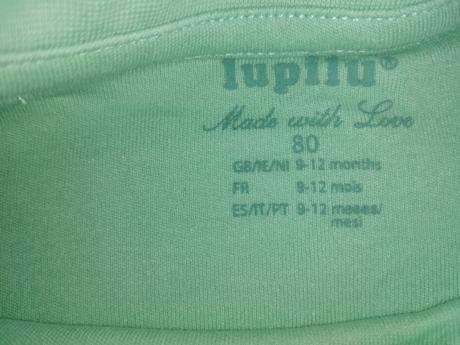 lupilu®
Made with Love
80
GB/IE/NI 9-12 months
FR 9-12 mois
ES/IT/PT 9-12 meses/
mesi